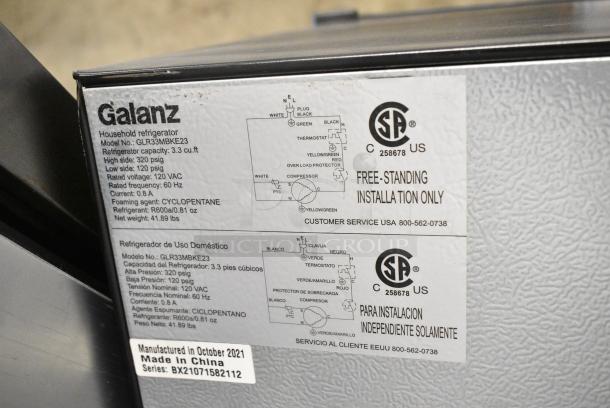 Galanz
Household refrigerator
Model No.: GLR33MBKE23
Refrigerator capacity: 3.3 cu.ft
High side: 320 psig
Low side: 120 psig
Rated voltage: 120 VAC
Rated frequency: 60 Hz
Current: 0.8 A
Foaming agent: CYCLOPENTANE
Refrigerant: R600a/0.81 oz
Net weight: 41.89 lbs
N E L
PLUG
WHITE BLACK
GREEN BLACK
THERMOSTAT
YELLOW/GREEN
RED
OVER LOAD PROTECTOR
WHITE COMPRESSOR
YELLOW/GREEN
C US
258678
FREE-STANDING
INSTALLATION ONLY
CUSTOMER SERVICE USA 800-562-0738
Refrigerador de Uso Doméstico
Modelo No.: GLR33MBKE23
Capacidad del Refrigerador: 3.3 pies cúbicos
Alta Presión: 320 psig
Baja Presión: 120 psig
Tensión Nominal: 120 VAC
Frecuencia Nominal: 60 Hz
Corriente: 0.8 A
Agente Espumante: CICLOPENTANO
Refrigerante: R600a/0.81 oz
Peso Neto: 41.89 lbs
CLAVIJA
BLANCO NEGRO
VERDE
TERMOSTATO
VERDE/AMARILLO
ROJO
PROTECTOR DE SOBRECARGA
BLANCO COMPRESOR
VERDE/AMARILLO
C US
258678
PARA INSTALACION
INDEPENDIENTE SOLAMENTE
SERVICIO AL CLIENTE EEUU 800-562-0738
Manufactured in October 2021
Made in China
Series: BX21071582112